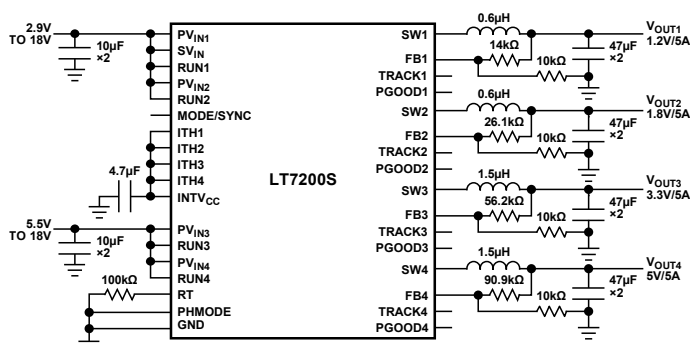 2.9V
TO 18V
10µF
×2
PVIN1
SVIN
RUN1
PVIN2
RUN2
MODE/SYNC
ITH1
ITH2
ITH3
ITH4
INTVCC
4.7µF
5.5V
TO 18V
10µF
×2
PVIN3
RUN3
PVIN4
RUN4
100kΩ
RT
PHMODE
GND
LT7200S
SW1
FB1
TRACK1
PGOOD1
0.6µH
14kΩ
10kΩ
47µF
×2
VOUT1
1.2V/5A
SW2
FB2
TRACK2
PGOOD2
0.6µH
26.1kΩ
10kΩ
47µF
×2
VOUT2
1.8V/5A
SW3
FB3
TRACK3
PGOOD3
1.5µH
56.2kΩ
10kΩ
47µF
×2
VOUT3
3.3V/5A
SW4
FB4
TRACK4
PGOOD4
1.5µH
90.9kΩ
10kΩ
47µF
×2
VOUT4
5V/5A